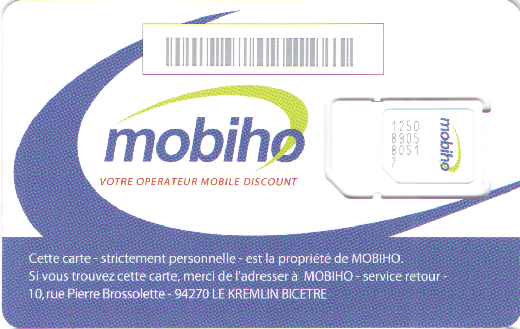 mobiho
VOTRE OPERATEUR MOBILE DISCOUNT
1250
8905
8051
7
mobiho
Cette carte - strictement personnelle - est la propriété de MOBIHO.
Si vous trouvez cette carte, merci de l'adresser à MOBIHO - service retour -
10, rue Pierre Brossolette - 94270 LE KREMLIN BICETRE